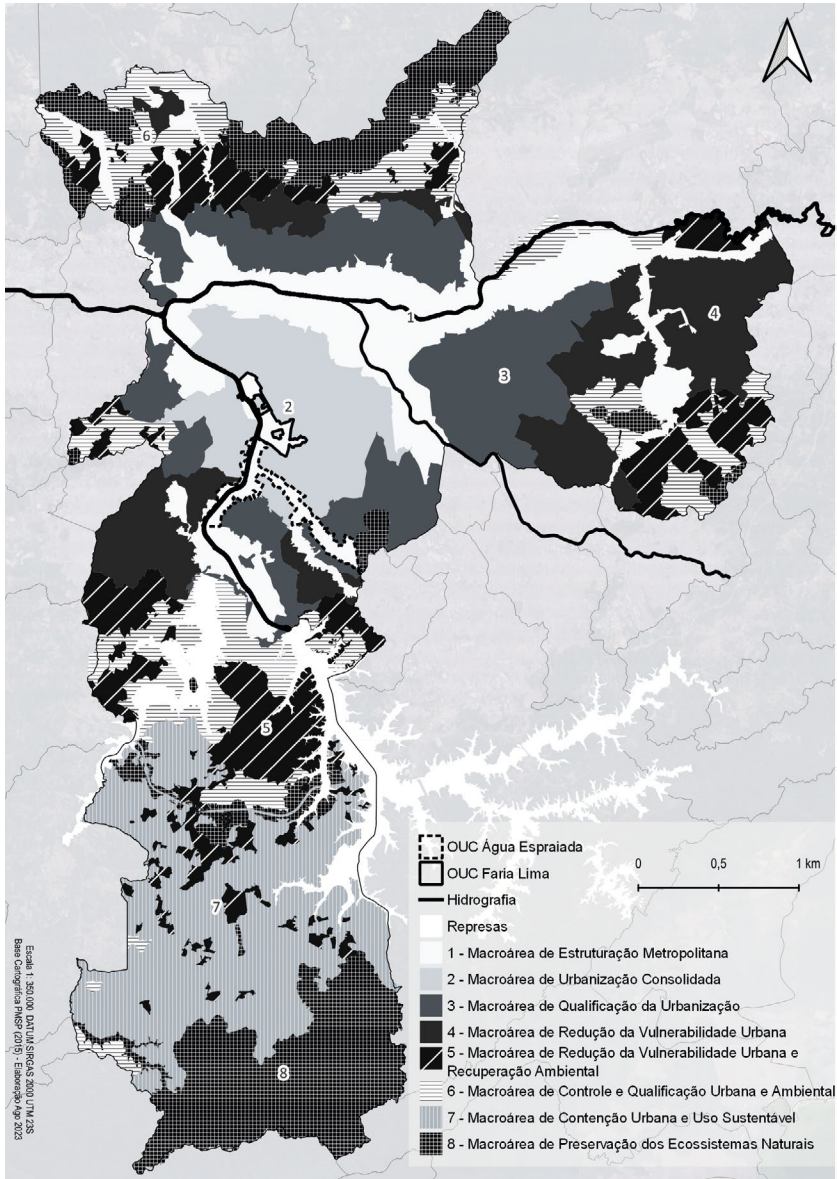 6
1
4
3
2
5
7
8
OUC Água Espraiada
OUC Faria Lima
Hidrografia
Represas
1 - Macroárea de Estruturação Metropolitana
2 - Macroárea de Urbanização Consolidada
3 - Macroárea de Qualificação da Urbanização
4 - Macroárea de Redução da Vulnerabilidade Urbana
5 - Macroárea de Redução da Vulnerabilidade Urbana e
Recuperação Ambiental
6 - Macroárea de Controle e Qualificação Urbana e Ambiental
7 - Macroárea de Contenção Urbana e Uso Sustentável
8 - Macroárea de Preservação dos Ecossistemas Naturais
0 0,5 1 km
Escala 1: 350.000 DATUM SIRGAS 2000 UTM 23S
Base Cartográfica PMSP (2015) - Elaboração Ago 2023